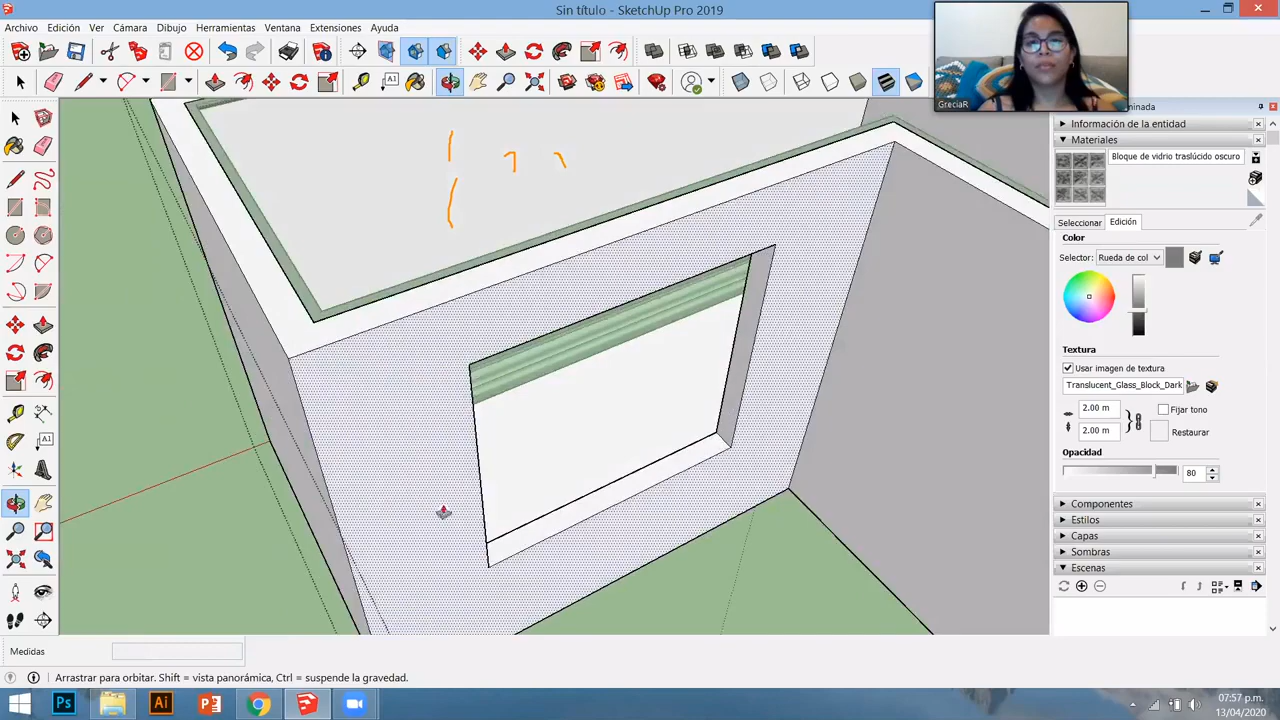 Sin título - SketchUp Pro 2019
Archivo Edición Ver Cámara Dibujo Herramientas Ventana Extensiones Ayuda
GreciaR
Información de la entidad
Materiales
Bloque de vidrio traslúcido oscuro
Seleccionar Edición
Color
Selector: Rueda de col
Textura
Usar imagen de textura
Translucent_Glass_Block_Dark
2.00 m Fijar tono
2.00 m Restaurar
Opacidad
80
Componentes
Estilos
Capas
Sombras
Escenas
Medidas
Arrastrar para orbitar. Shift = vista panorámica, Ctrl = suspende la gravedad.
07:57 p.m.
13/04/2020